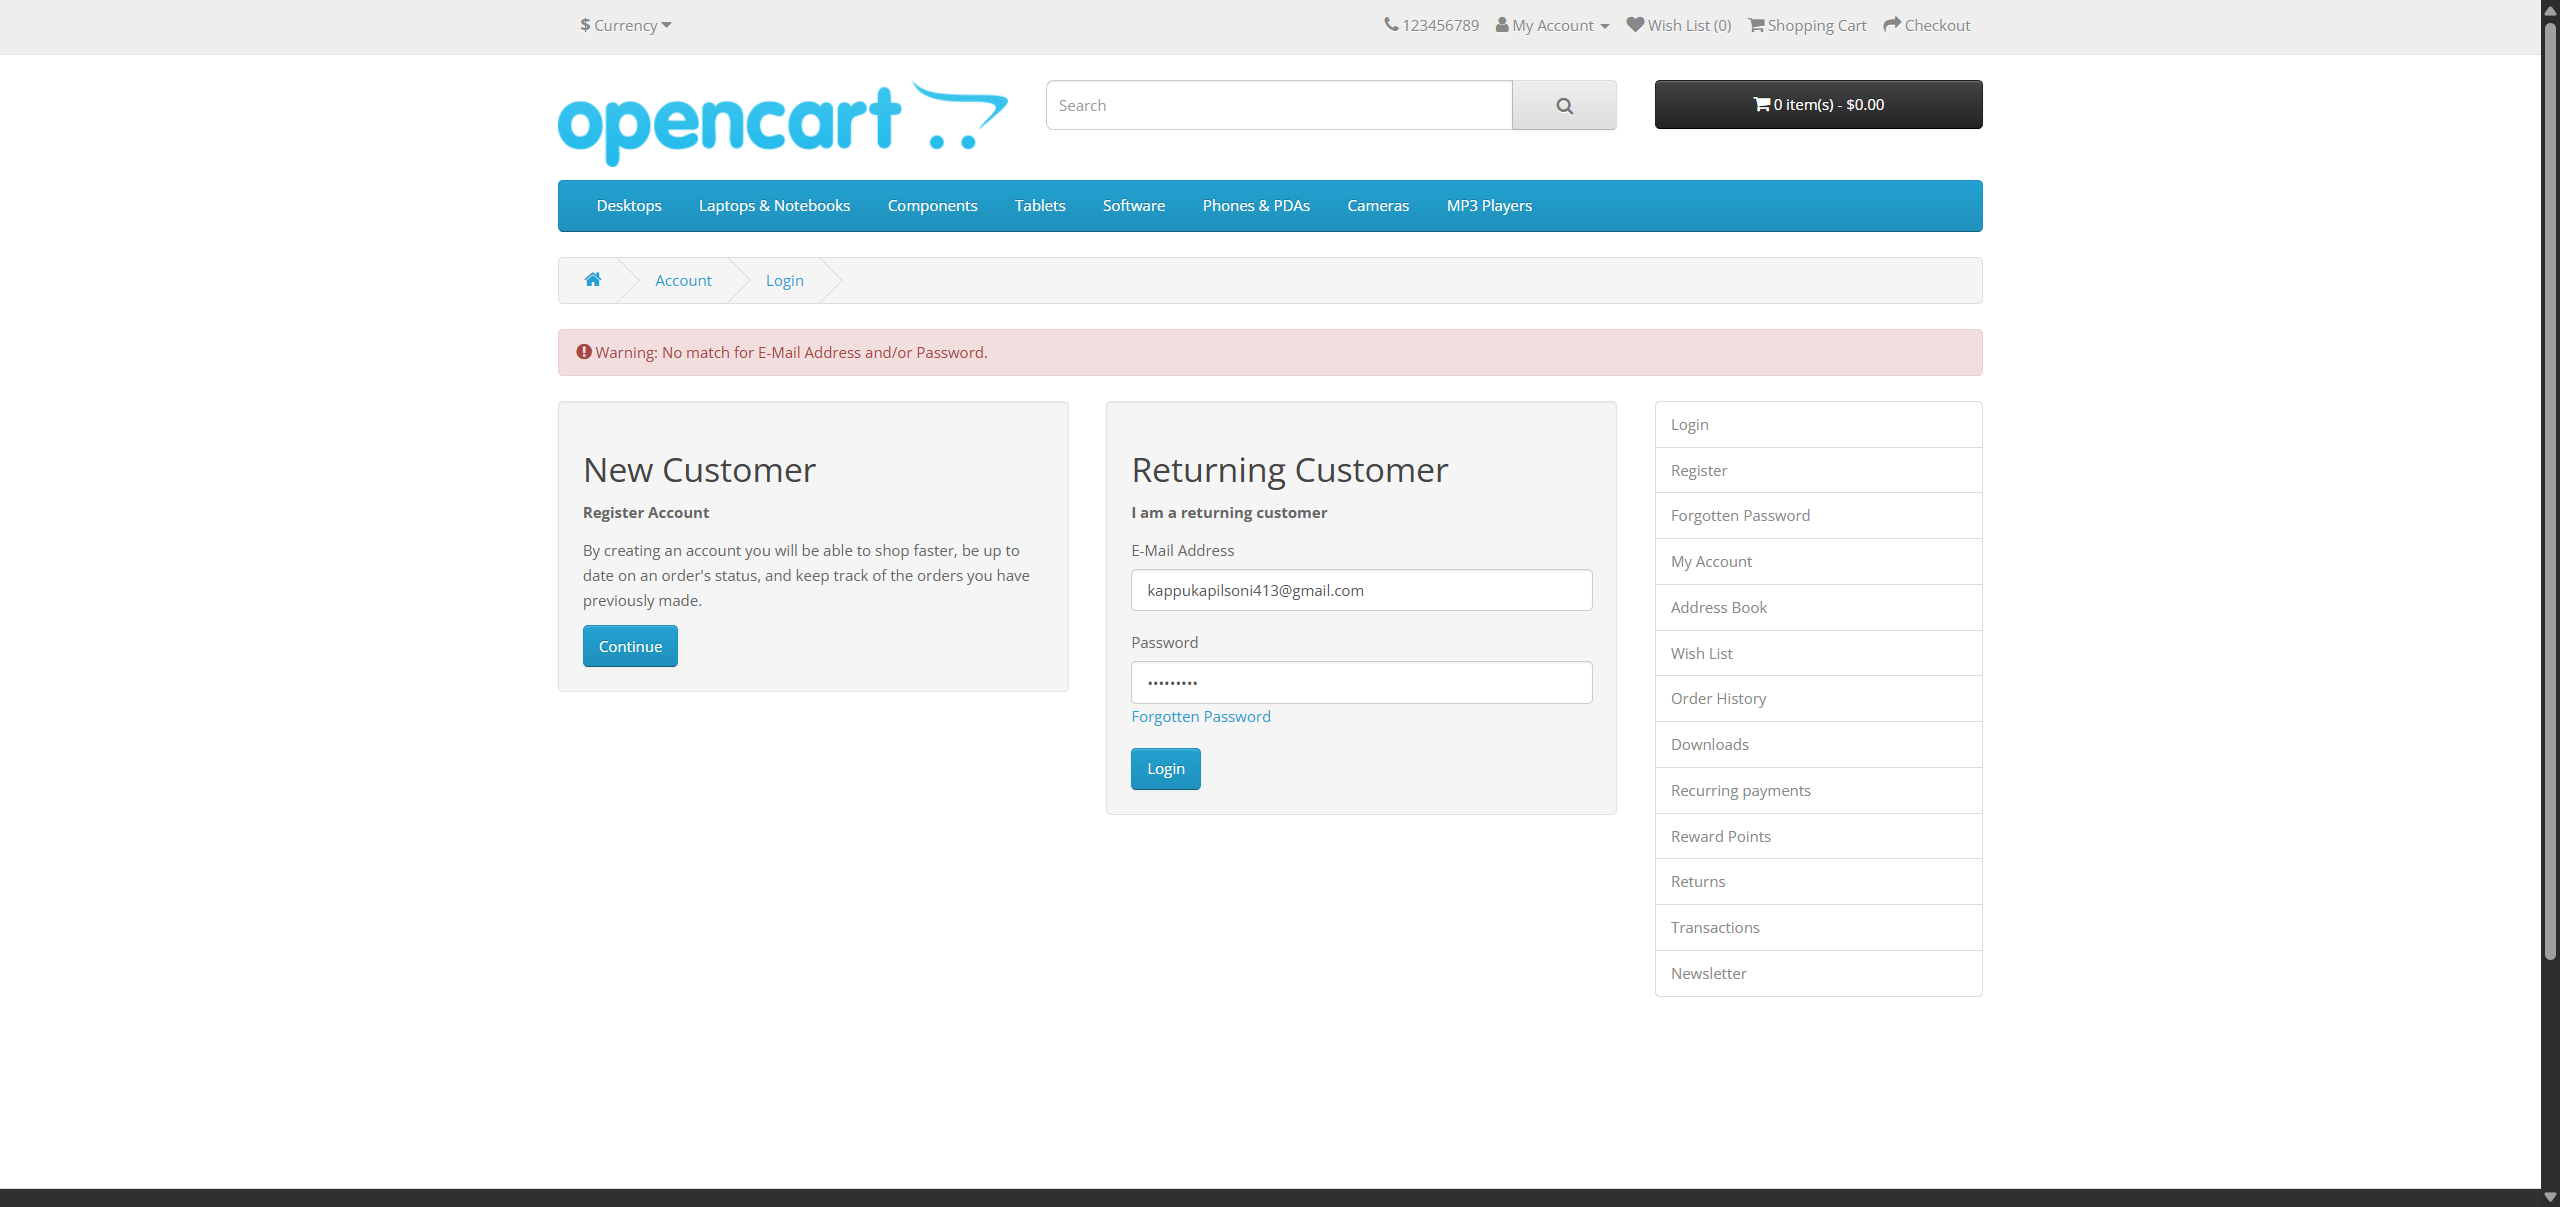 $ Currency
123456789 My Account Wish List (0) Shopping Cart Checkout
opencart
Search
0 item(s) - $0.00
Desktops Laptops & Notebooks Components Tablets Software Phones & PDAs Cameras MP3 Players
Account Login
Warning: No match for E-Mail Address and/or Password.
New Customer
Register Account
By creating an account you will be able to shop faster, be up to
date on an order's status, and keep track of the orders you have
previously made.
Continue
Returning Customer
I am a returning customer
E-Mail Address
kappukapilsoni413@gmail.com
Password
•••••••••
Forgotten Password
Login
Login
Register
Forgotten Password
My Account
Address Book
Wish List
Order History
Downloads
Recurring payments
Reward Points
Returns
Transactions
Newsletter